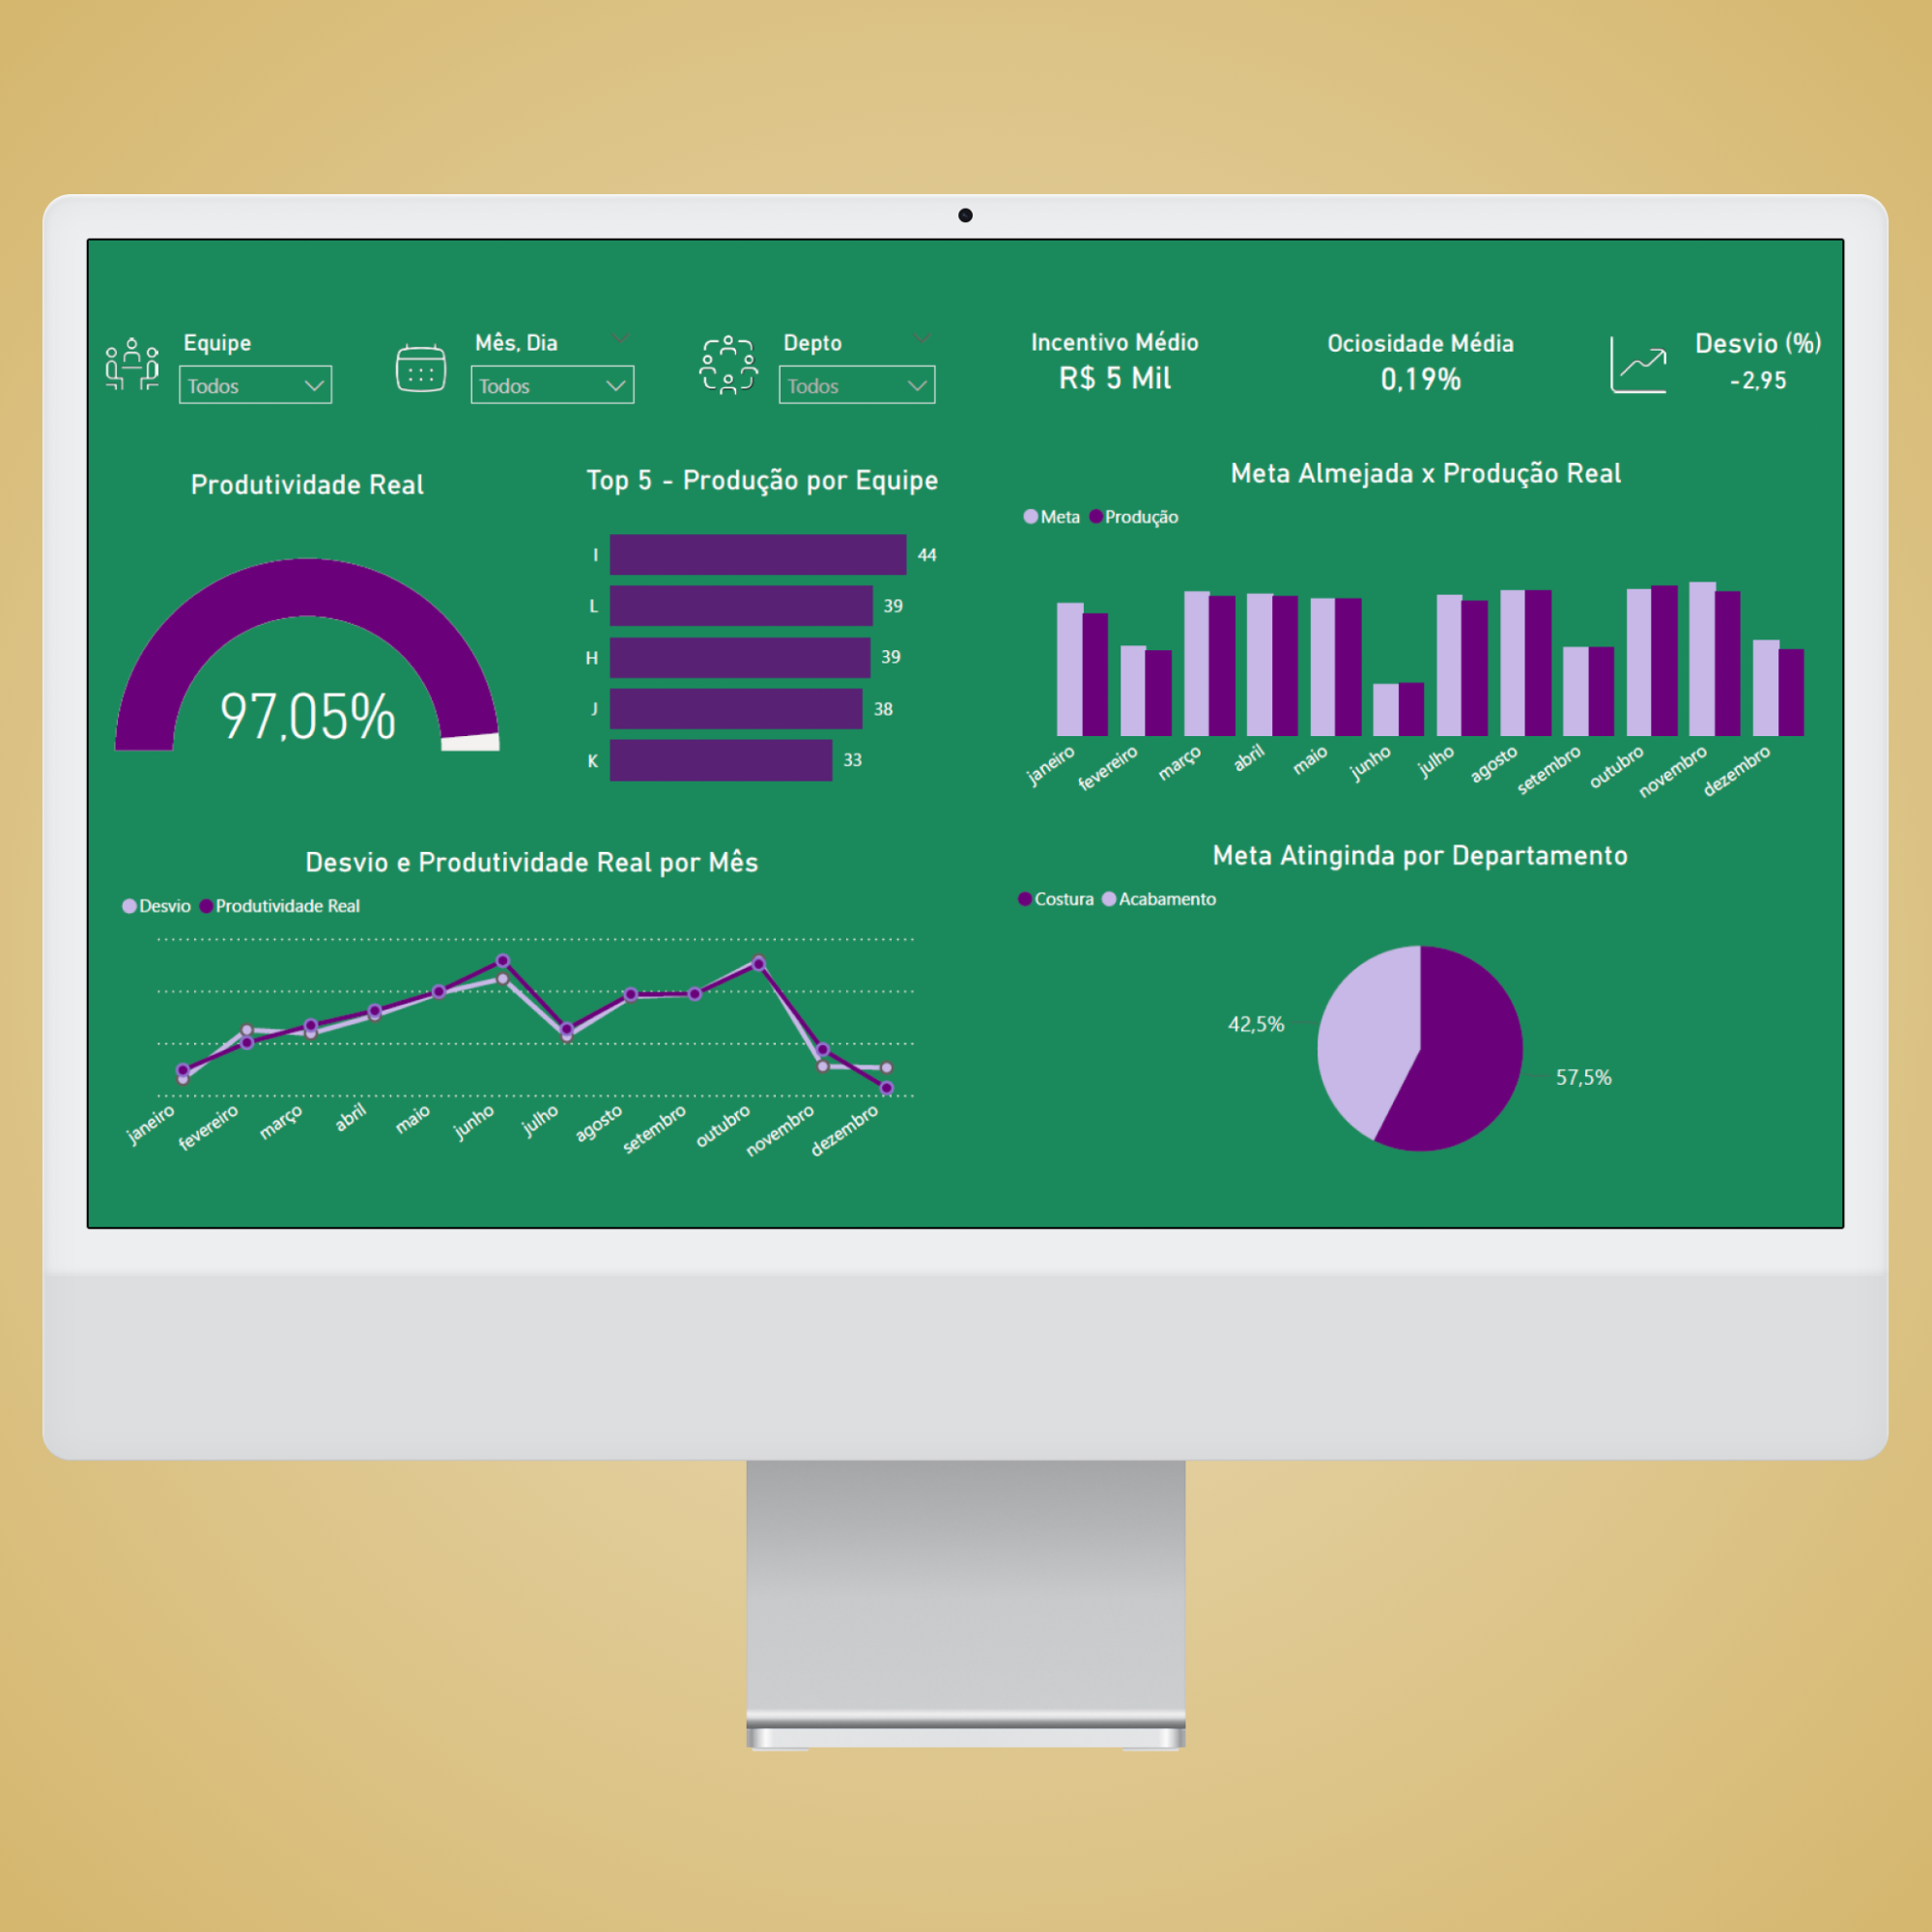 Equipe
Todos
Mês, Dia
Todos
Depto
Todos
Incentivo Médio
R$ 5 Mil
Ociosidade Média
0,19%
Desvio (%)
-2,95
Produtividade Real
97,05%
Top 5 - Produção por Equipe
I 44
L 39
H 39
J 38
K 33
Meta Almejada x Produção Real
Meta Produção
janeiro fevereiro março abril maio junho julho agosto setembro outubro novembro dezembro
Desvio e Produtividade Real por Mês
Desvio Produtividade Real
janeiro fevereiro março abril maio junho julho agosto setembro outubro novembro dezembro
Meta Atinginda por Departamento
Costura Acabamento
42,5%
57,5%